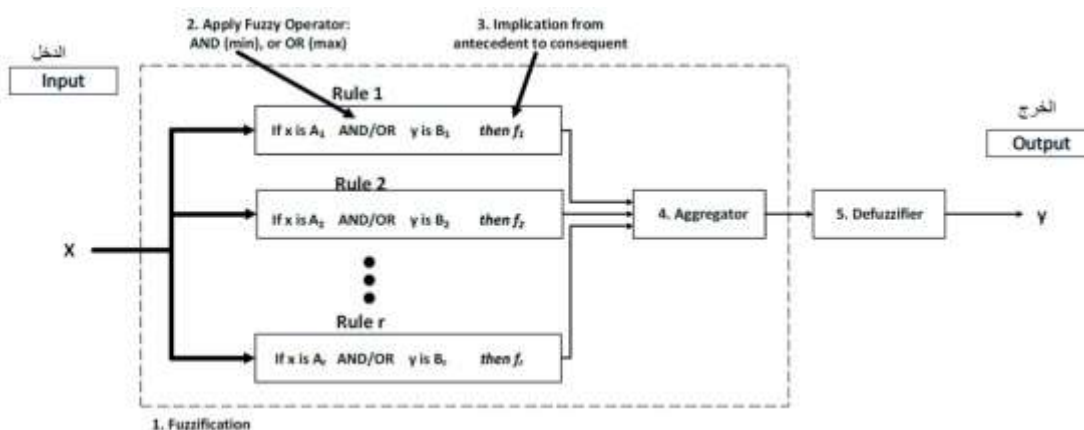 2. Apply Fuzzy Operator:
AND (min), or OR (max)
3. Implication from
antecedent to consequent
الدخل
Input
Rule 1
If x is A₁ AND/OR y is B₁ then f₁
الخرج
Output
Rule 2
If x is A₂ AND/OR y is B₂ then f₂
4. Aggregator
5. Defuzzifier
y
X
Rule r
If x is Aᵣ AND/OR y is Bᵣ then fᵣ
1. Fuzzification